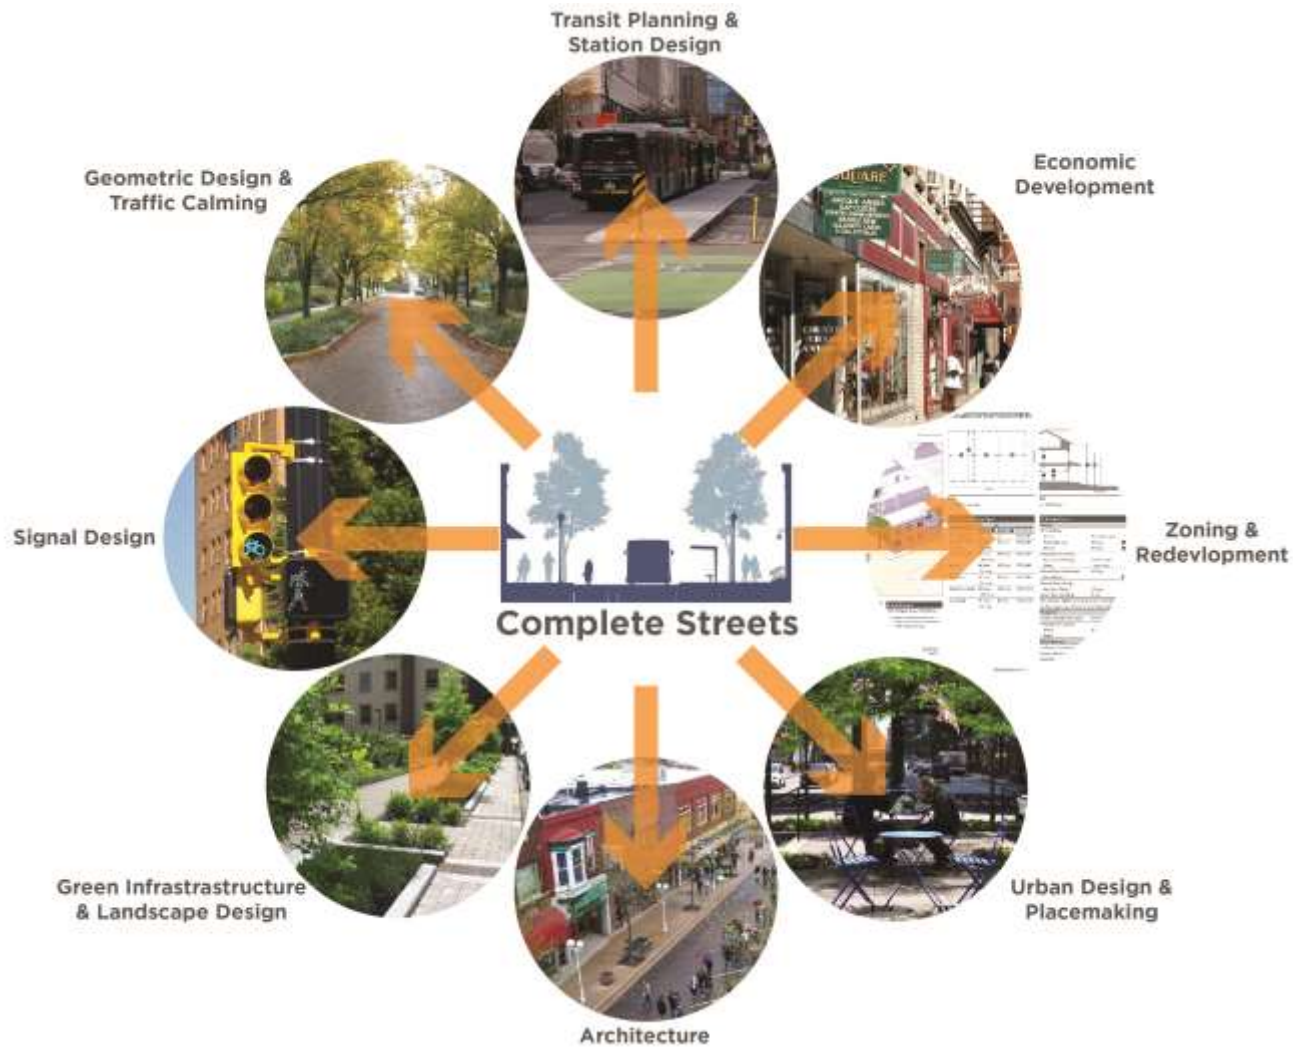 Transit Planning &
Station Design
Economic
Development
Geometric Design &
Traffic Calming
SQUARE
Signal Design
Zoning &
Redevlopment
Complete Streets
Green Infrastrastructure
& Landscape Design
Urban Design &
Placemaking
Architecture